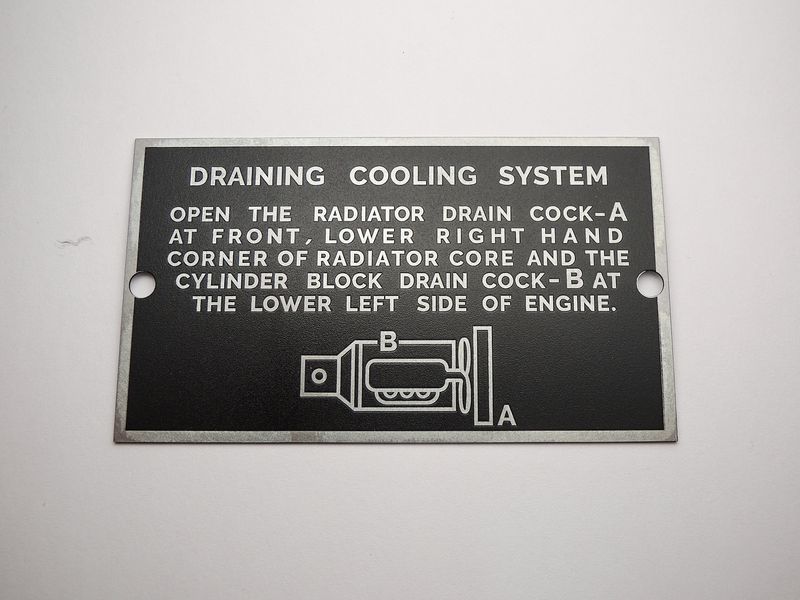 DRAINING COOLING SYSTEM
OPEN THE RADIATOR DRAIN COCK-A
AT FRONT, LOWER RIGHT HAND
CORNER OF RADIATOR CORE AND THE
CYLINDER BLOCK DRAIN COCK-B AT
THE LOWER LEFT SIDE OF ENGINE.
B
A